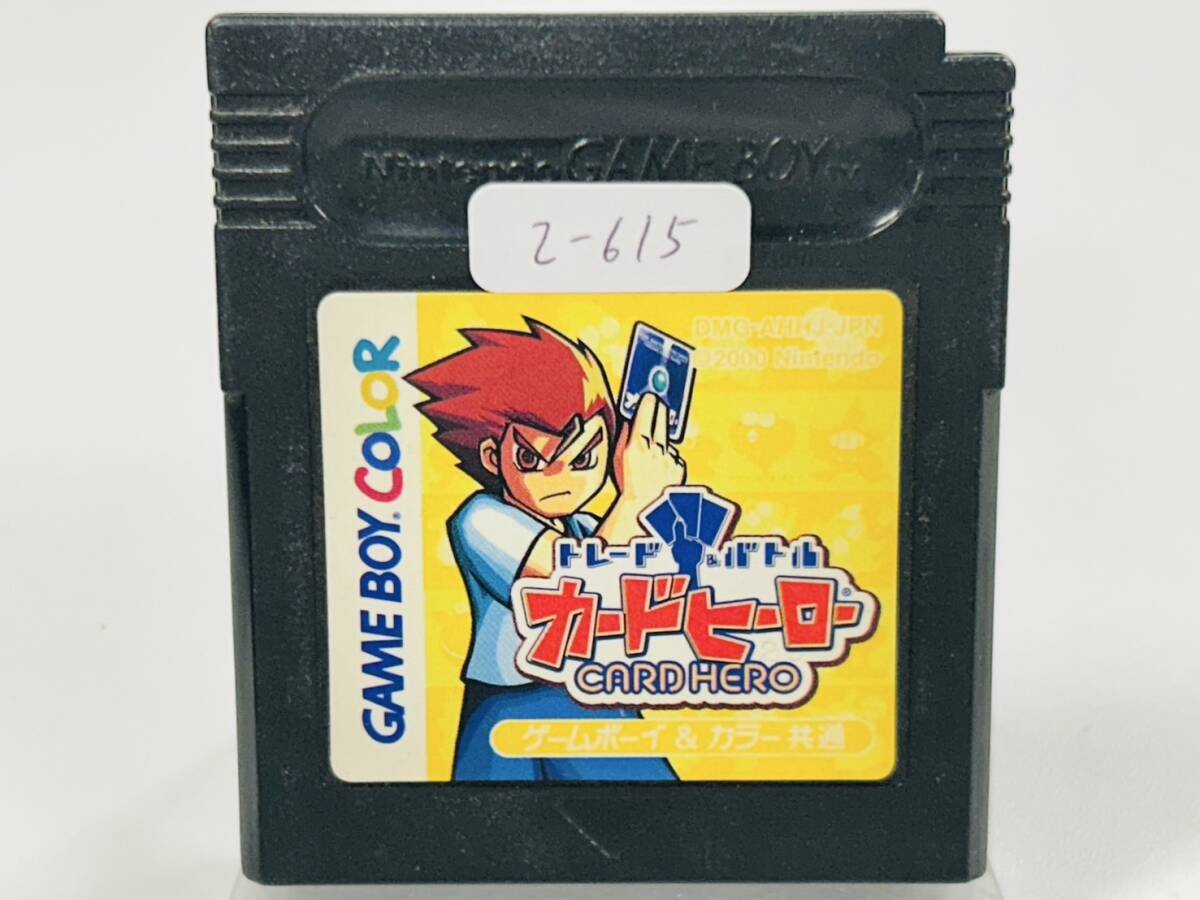 Nintendo GAME BOY TM
2-615
DMG-AHHJ-JPN
©2000 Nintendo
GAME BOY COLOR
トレード&バトル
カードヒーロー®
CARD HERO
ゲームボーイ & カラー共通